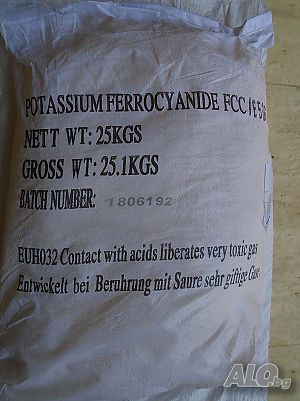 POTASSIUM FERROCYANIDE FCC /E 53
NETT WT: 25KGS
GROSS WT: 25.1KGS
BATCH NUMBER: 1806192
EUH032 Contact with acids liberates very toxic gas
Entwickelt bei Beruhrung mit Saure sehr giftige Gase
ALO.bg